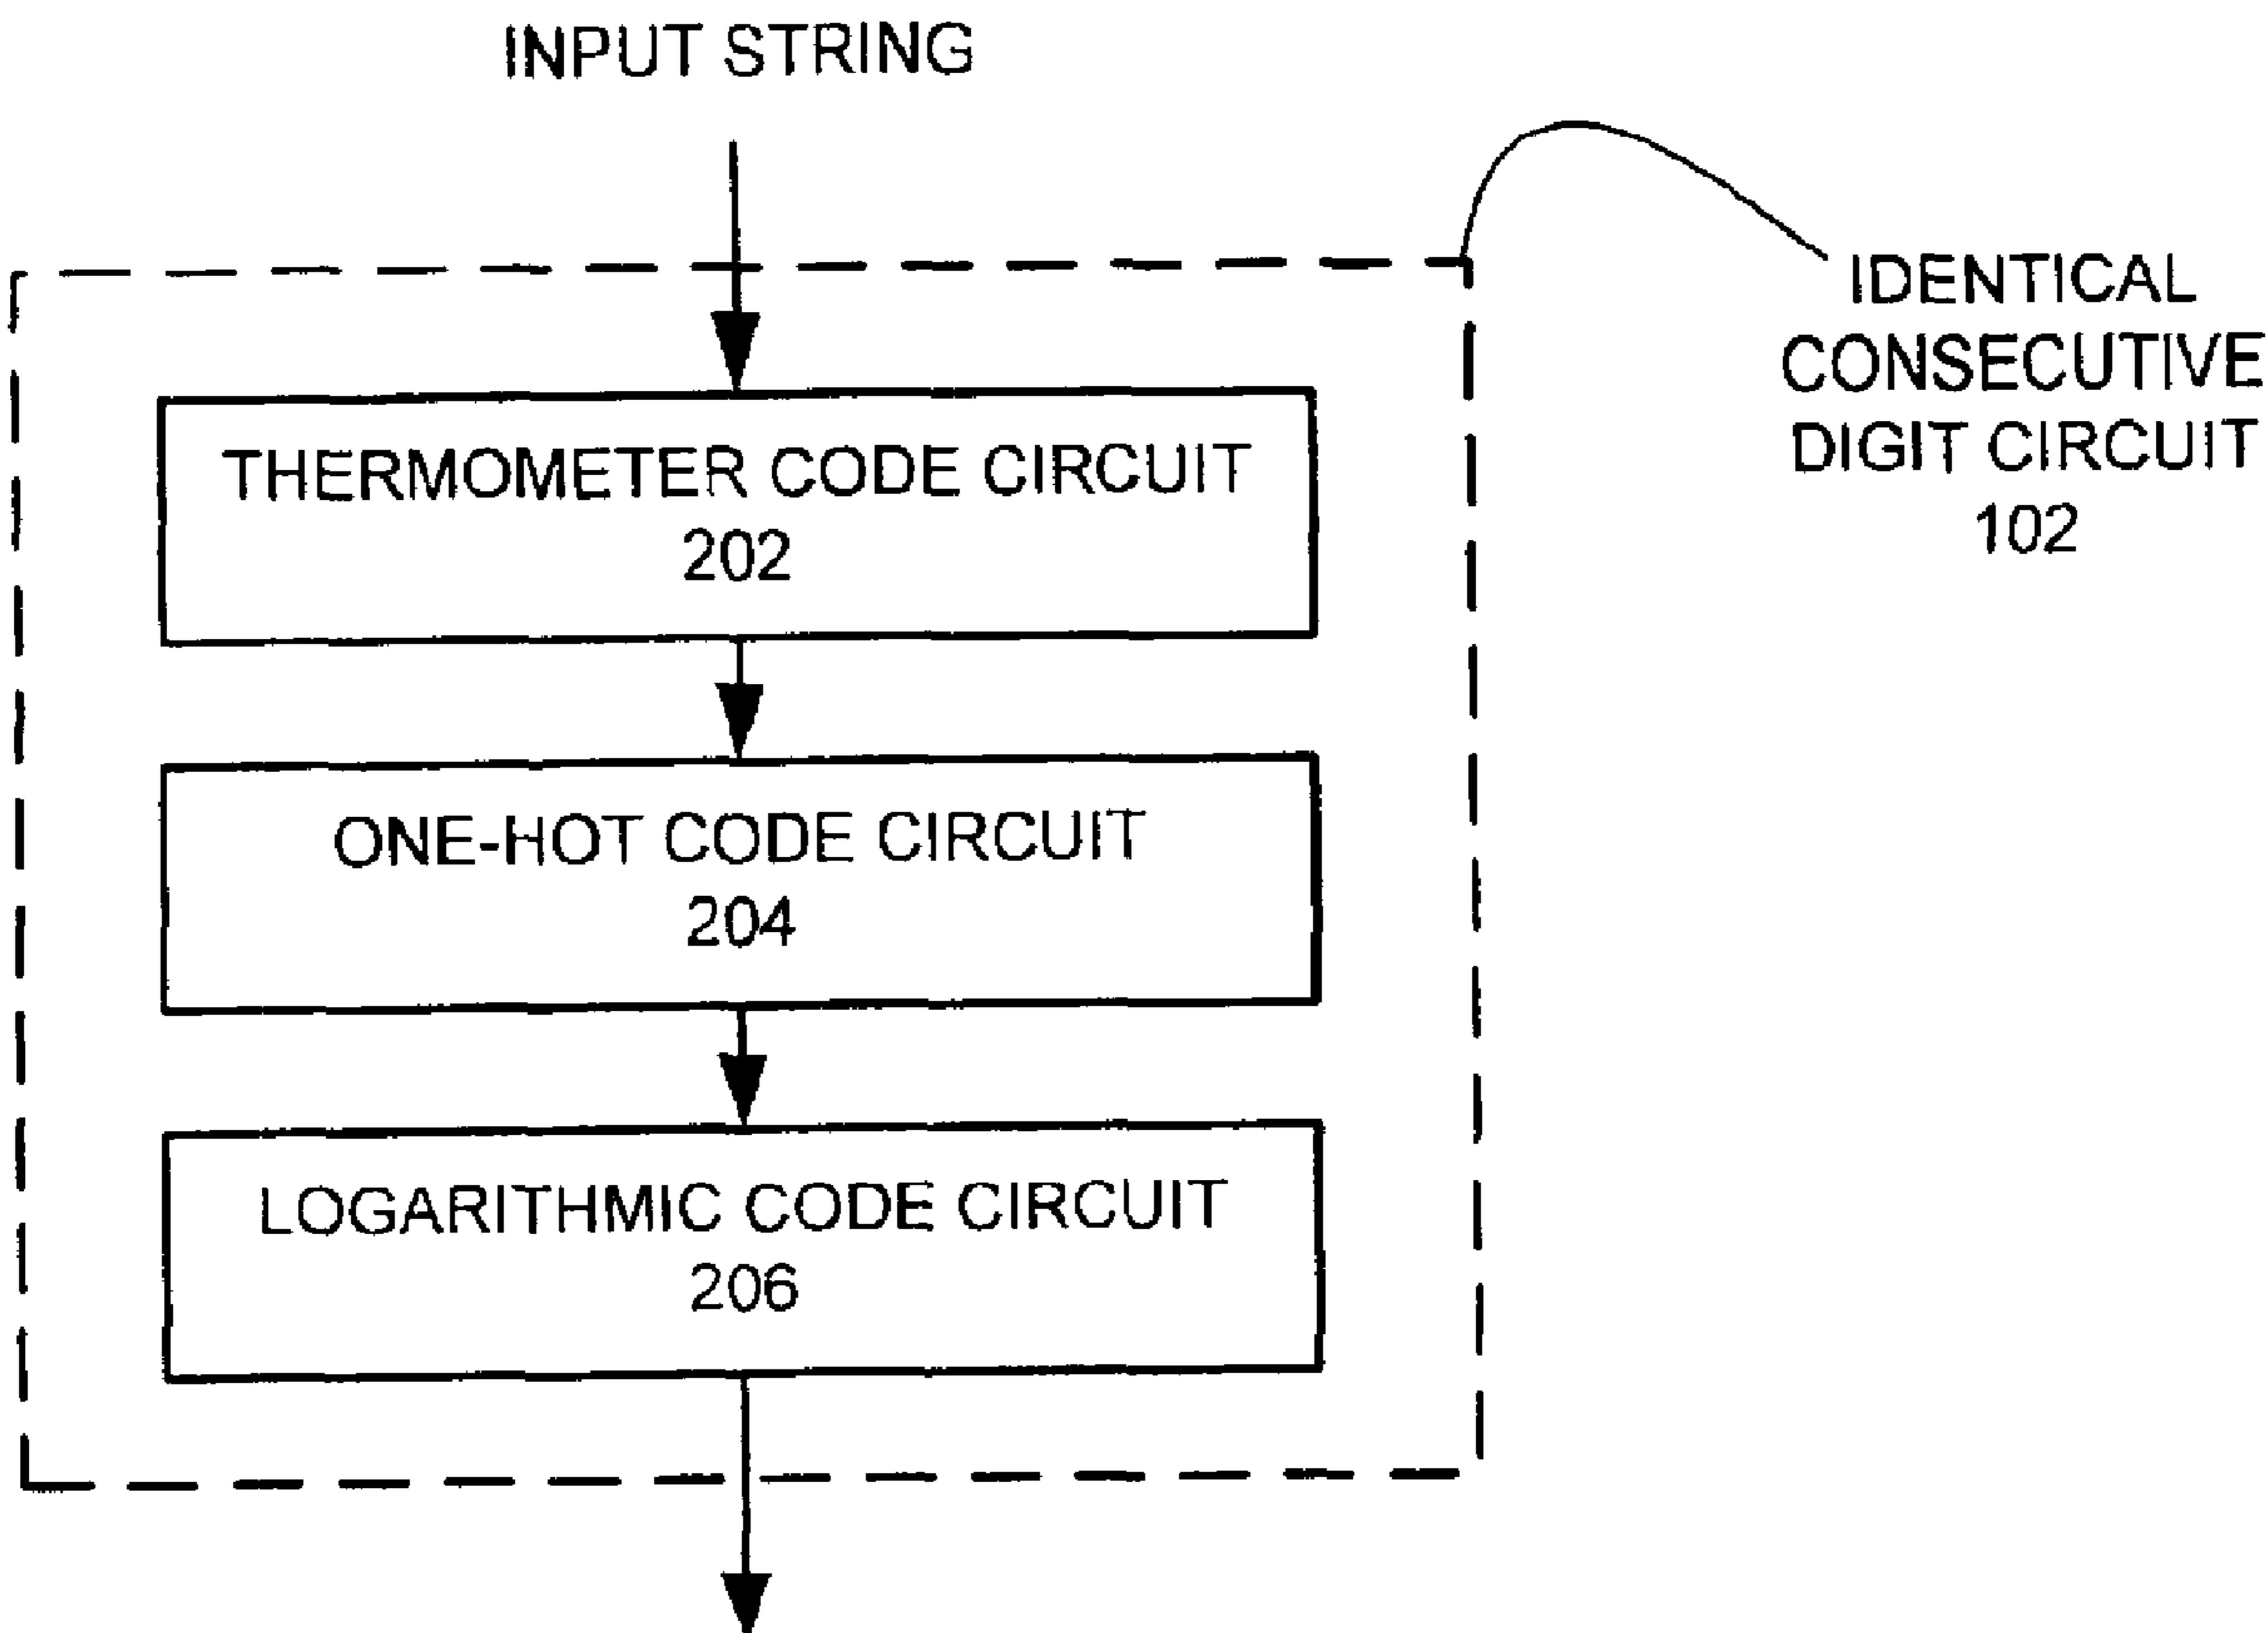 INPUT STRING
IDENTICAL
CONSECUTIVE
DIGIT CIRCUIT
102
THERMOMETER CODE CIRCUIT
202
ONE-HOT CODE CIRCUIT
204
LOGARITHMIC CODE CIRCUIT
206